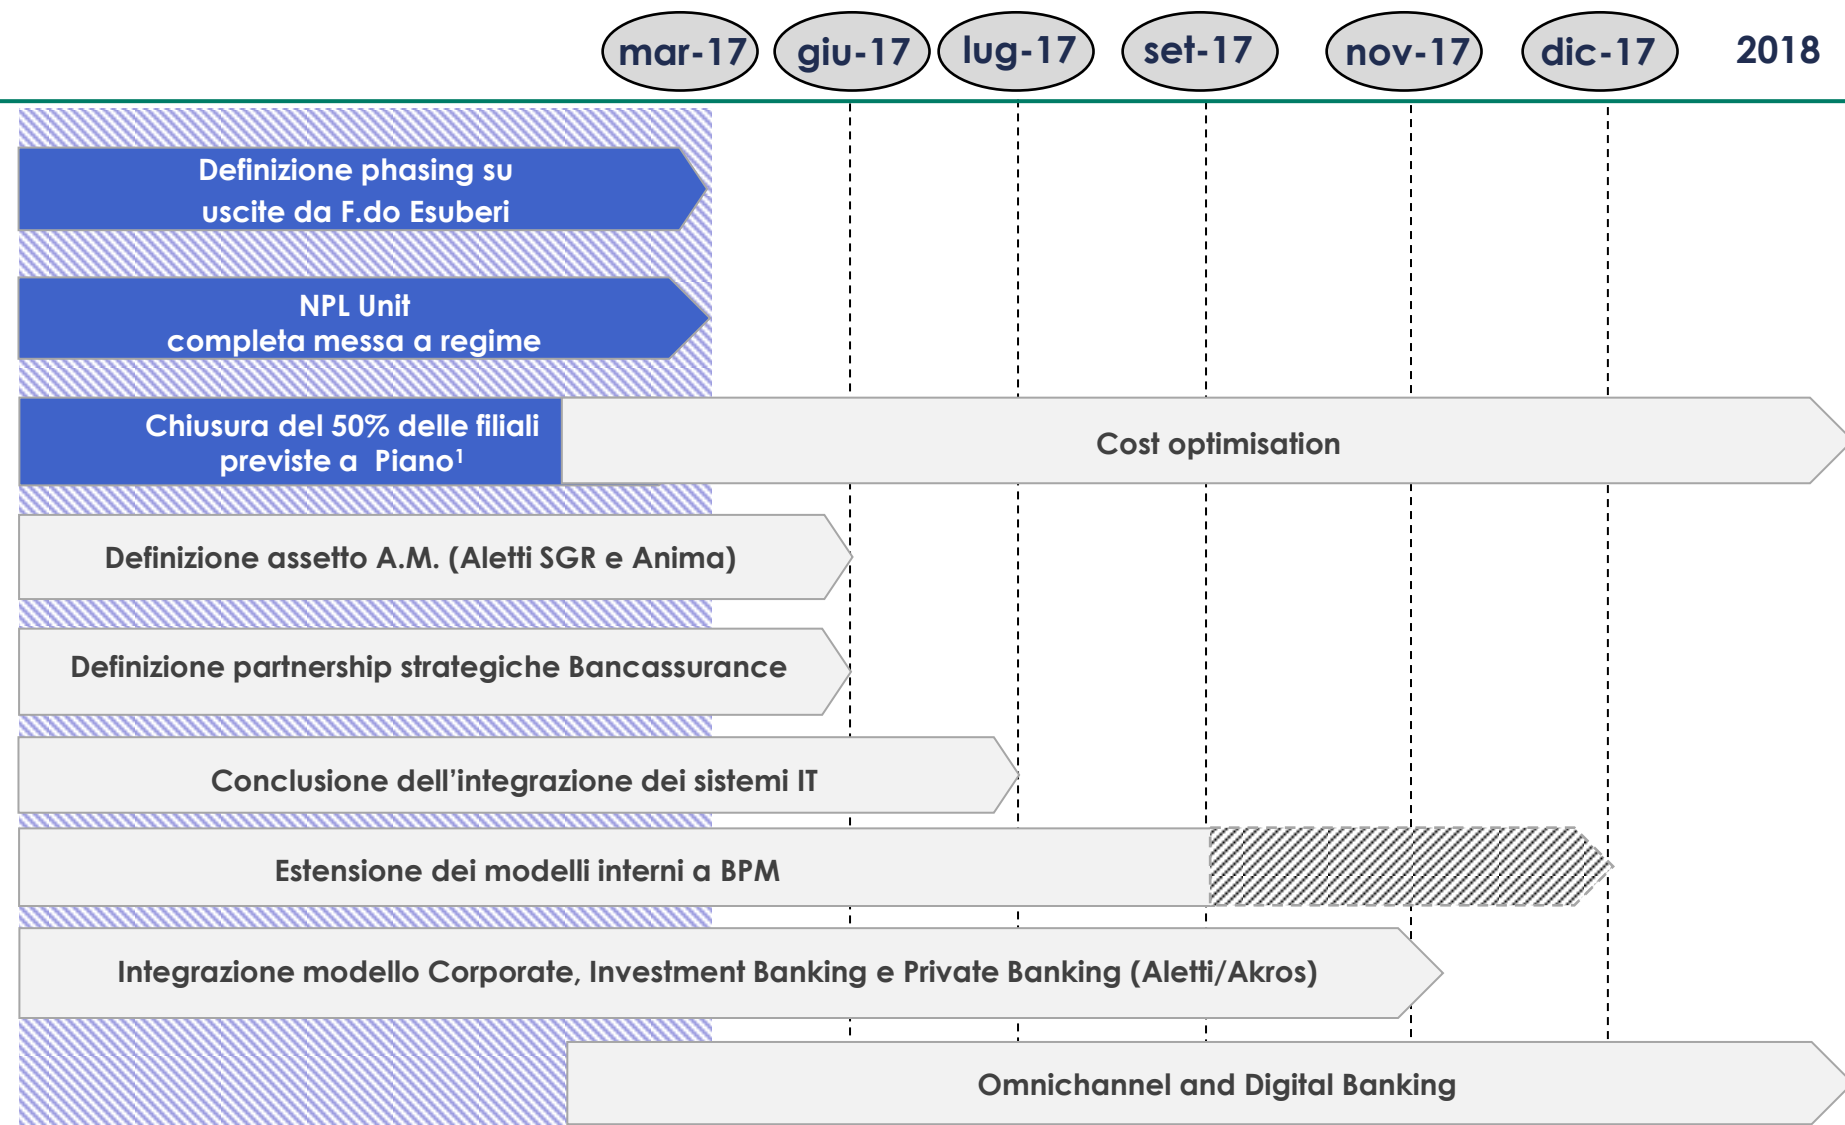 mar-17 giu-17 lug-17 set-17 nov-17 dic-17 2018
Definizione phasing su
uscite da F.do Esuberi
NPL Unit
completa messa a regime
Chiusura del 50% delle filiali
previste a Piano¹
Cost optimisation
Definizione assetto A.M. (Aletti SGR e Anima)
Definizione partnership strategiche Bancassurance
Conclusione dell’integrazione dei sistemi IT
Estensione dei modelli interni a BPM
Integrazione modello Corporate, Investment Banking e Private Banking (Aletti/Akros)
Omnichannel and Digital Banking